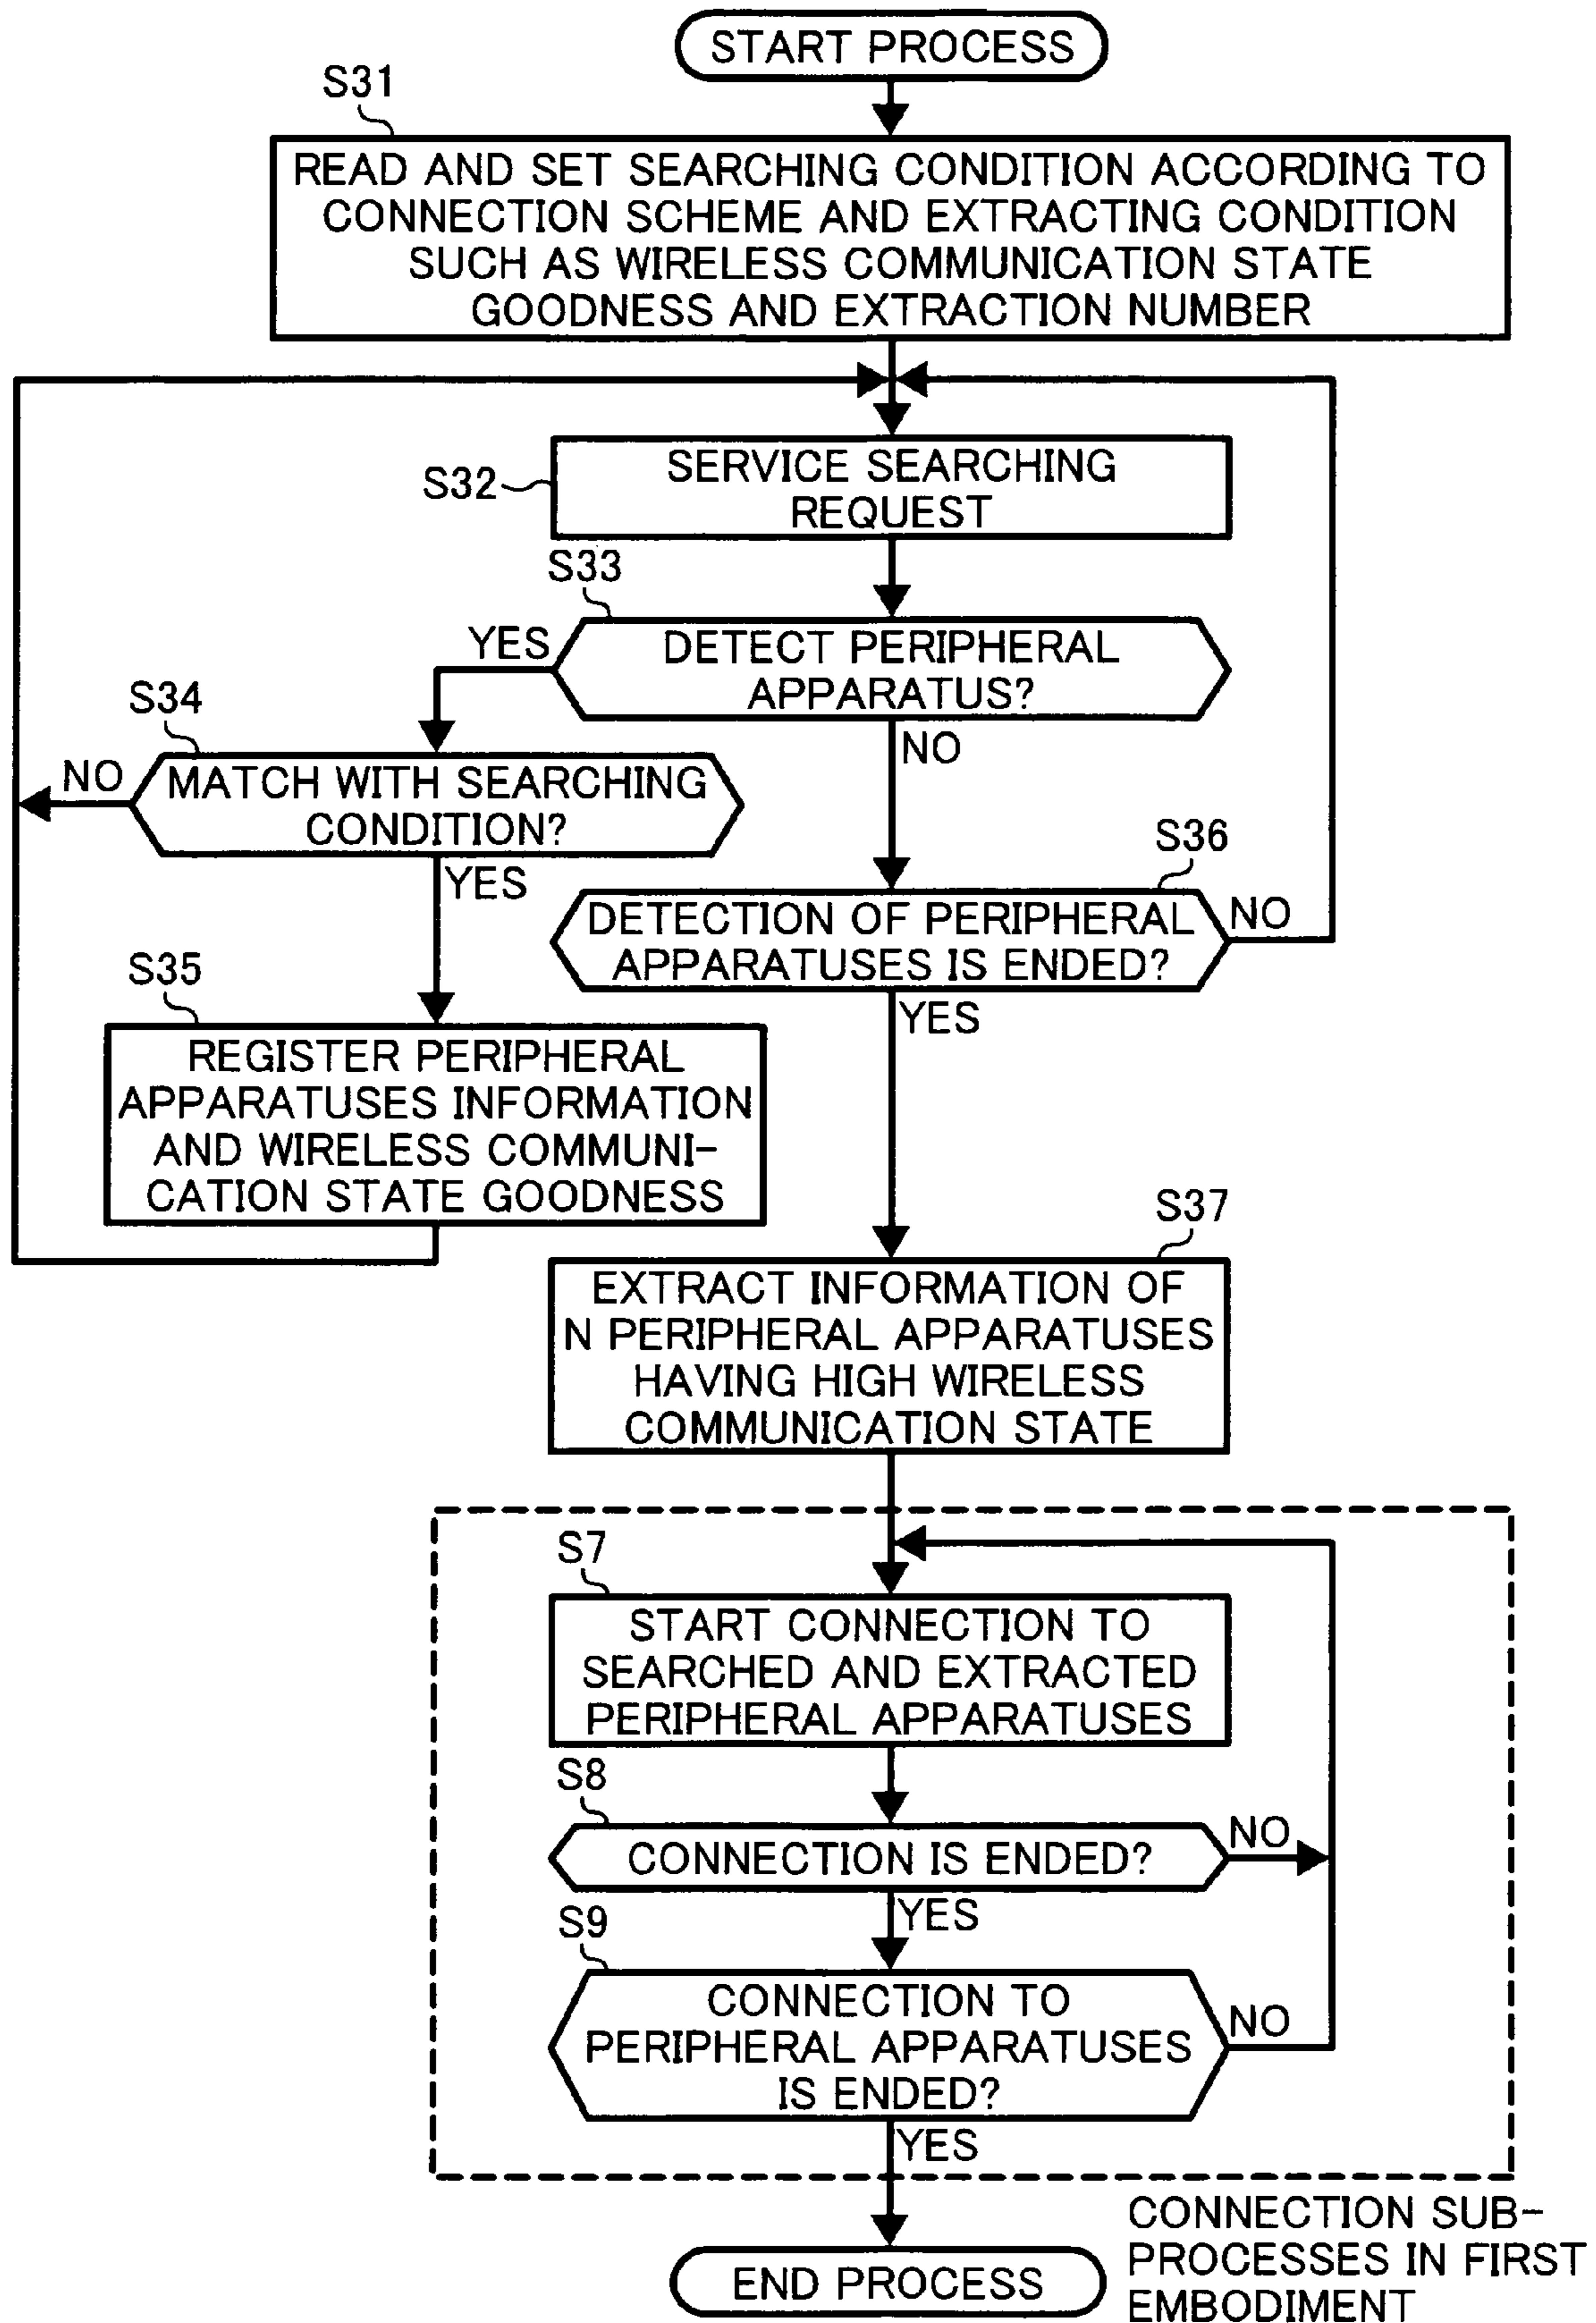 START PROCESS
S31
READ AND SET SEARCHING CONDITION ACCORDING TO
CONNECTION SCHEME AND EXTRACTING CONDITION
SUCH AS WIRELESS COMMUNICATION STATE
GOODNESS AND EXTRACTION NUMBER
S32
SERVICE SEARCHING
REQUEST
S33
DETECT PERIPHERAL
APPARATUS?
YES
NO
S34
MATCH WITH SEARCHING
CONDITION?
NO
YES
S35
REGISTER PERIPHERAL
APPARATUSES INFORMATION
AND WIRELESS COMMUNI-
CATION STATE GOODNESS
S36
DETECTION OF PERIPHERAL
APPARATUSES IS ENDED?
NO
YES
S37
EXTRACT INFORMATION OF
N PERIPHERAL APPARATUSES
HAVING HIGH WIRELESS
COMMUNICATION STATE
S7
START CONNECTION TO
SEARCHED AND EXTRACTED
PERIPHERAL APPARATUSES
S8
CONNECTION IS ENDED?
NO
YES
S9
CONNECTION TO
PERIPHERAL APPARATUSES
IS ENDED?
NO
YES
END PROCESS
CONNECTION SUB-
PROCESSES IN FIRST
EMBODIMENT